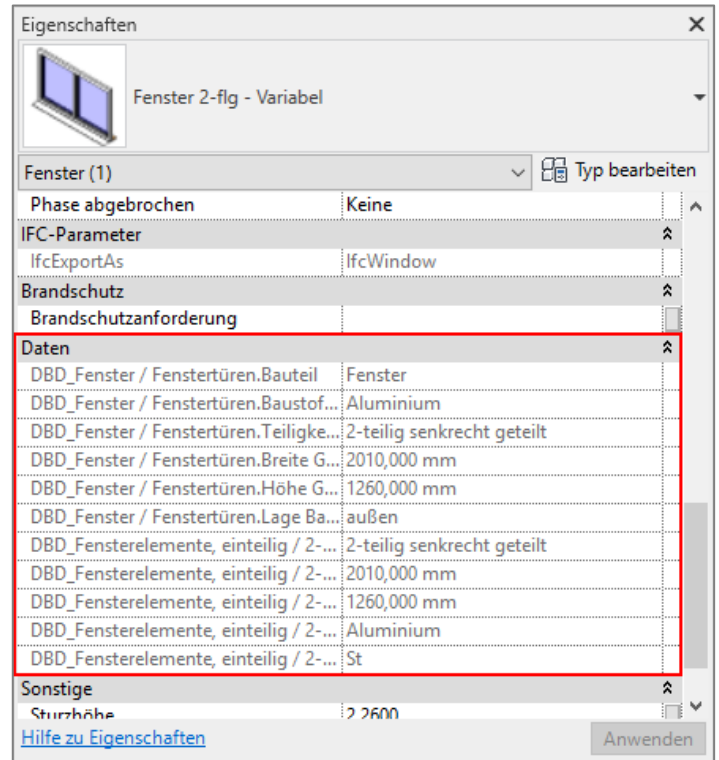 Eigenschaften
Fenster 2-flg - Variabel
Fenster (1) Typ bearbeiten
Phase abgebrochen Keine
IFC-Parameter
IfcExportAs IfcWindow
Brandschutz
Brandschutzanforderung
Daten
DBD_Fenster / Fenstertüren.Bauteil Fenster
DBD_Fenster / Fenstertüren.Baustof... Aluminium
DBD_Fenster / Fenstertüren.Teiligke... 2-teilig senkrecht geteilt
DBD_Fenster / Fenstertüren.Breite G... 2010,000 mm
DBD_Fenster / Fenstertüren.Höhe G... 1260,000 mm
DBD_Fenster / Fenstertüren.Lage Ba... außen
DBD_Fensterelemente, einteilig / 2-... 2-teilig senkrecht geteilt
DBD_Fensterelemente, einteilig / 2-... 2010,000 mm
DBD_Fensterelemente, einteilig / 2-... 1260,000 mm
DBD_Fensterelemente, einteilig / 2-... Aluminium
DBD_Fensterelemente, einteilig / 2-... St
Sonstige
Sturzhöhe 2.2600
Hilfe zu Eigenschaften Anwenden